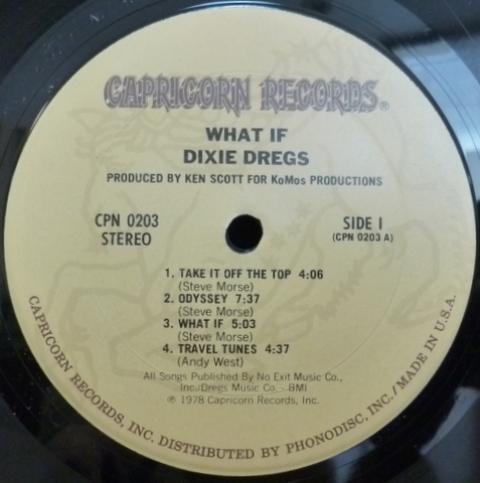 CAPRICORN RECORDS®
WHAT IF
DIXIE DREGS
PRODUCED BY KEN SCOTT FOR KoMos PRODUCTIONS
CPN 0203
STEREO
SIDE I
(CPN 0203 A)
1. TAKE IT OFF THE TOP 4:06
(Steve Morse)
2. ODYSSEY 7:37
(Steve Morse)
3. WHAT IF 5:03
(Steve Morse)
4. TRAVEL TUNES 4:37
(Andy West)
All Songs Published By No Exit Music Co.,
Inc./Dregs Music Co. - BMI
℗ 1978 Capricorn Records, Inc.
CAPRICORN RECORDS, INC. DISTRIBUTED BY PHONODISC, INC./MADE IN U.S.A.